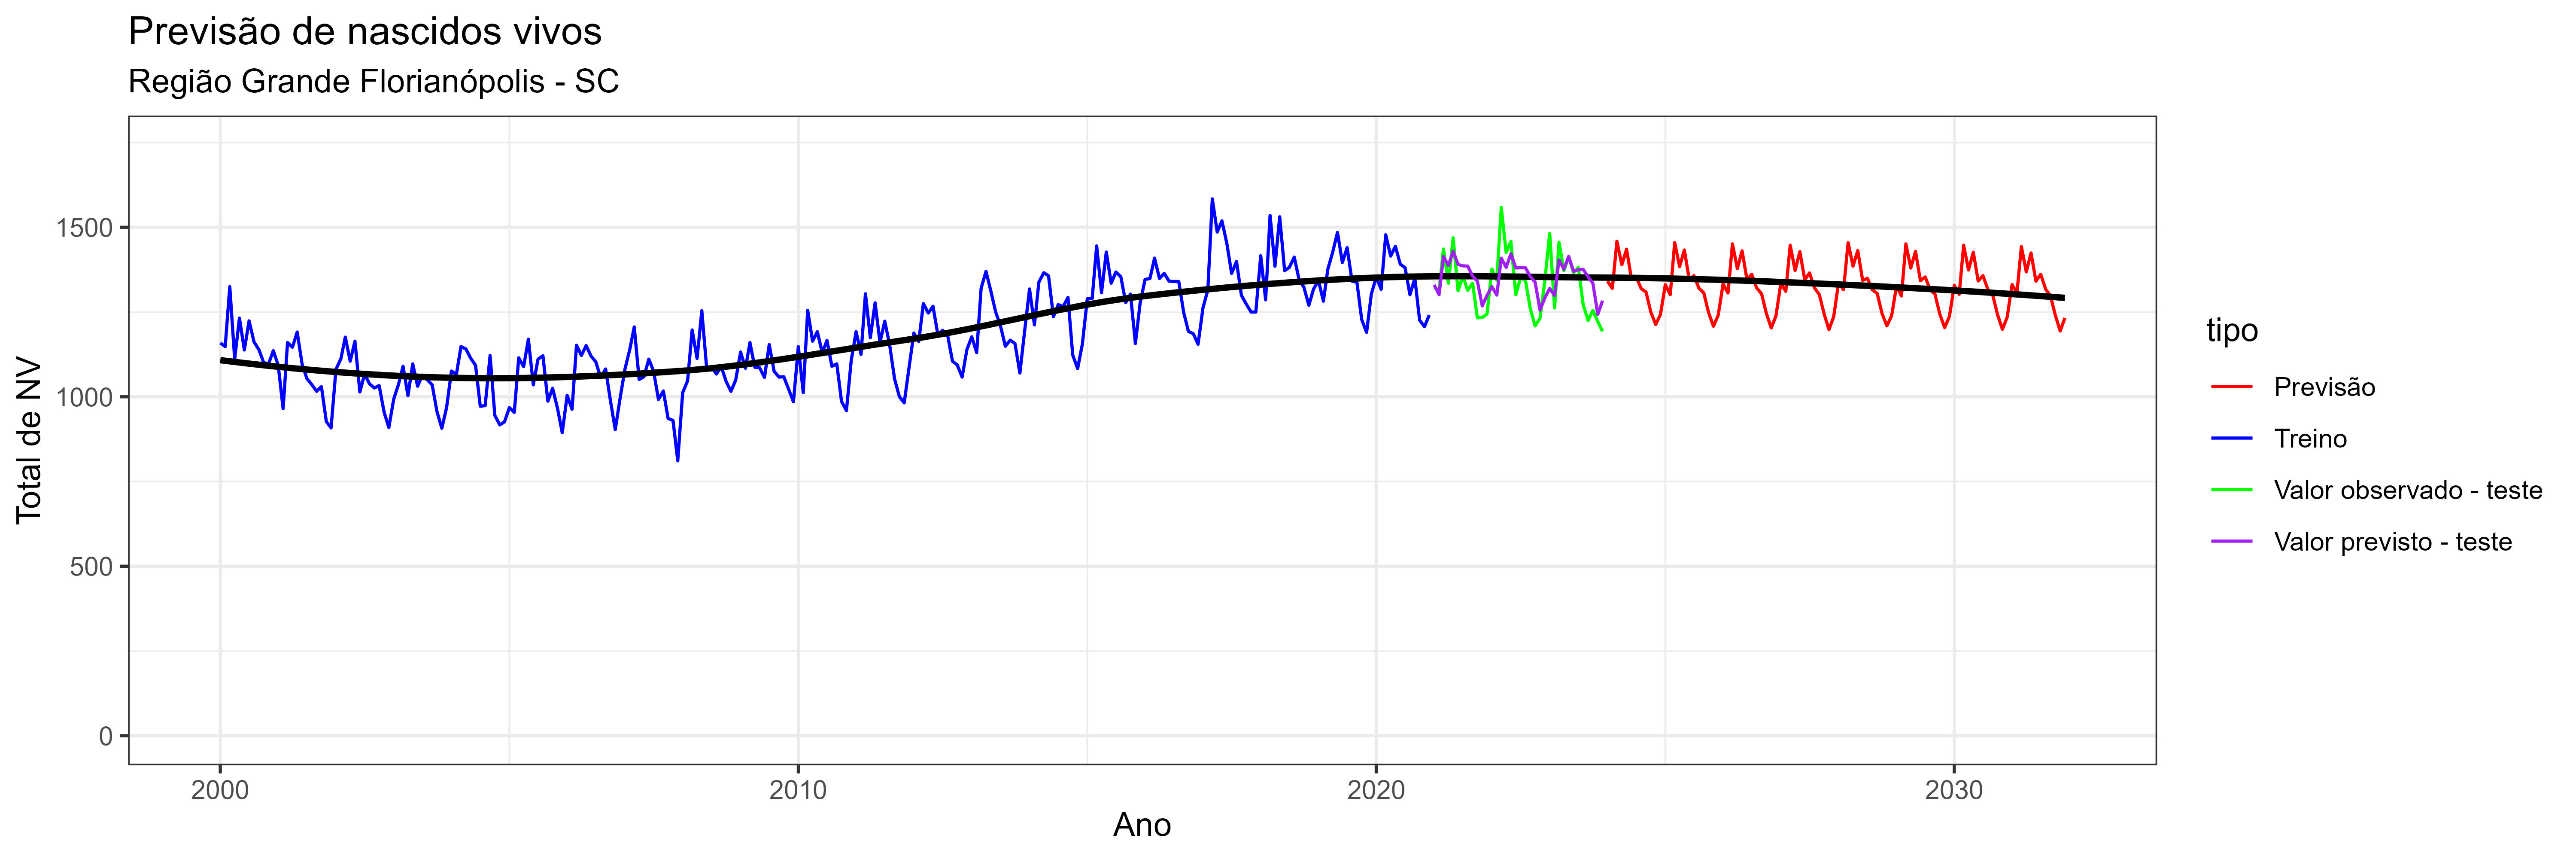 Previsão de nascidos vivos
Região Grande Florianópolis - SC
Total de NV
1500
1000
500
0
2000
2010
2020
2030
Ano
tipo
Previsão
Treino
Valor observado - teste
Valor previsto - teste